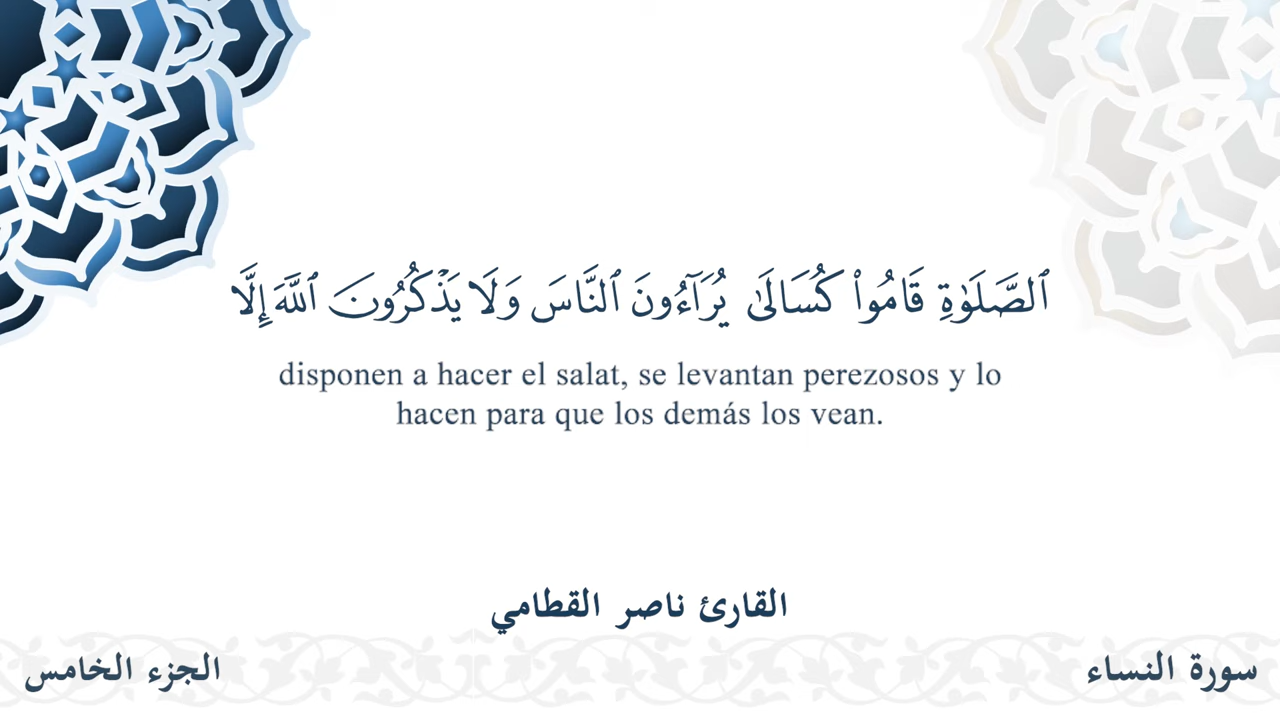 ٱلصَّلَوٰةِ قَامُوا۟ كُسَالَىٰ يُرَآءُونَ ٱلنَّاسَ وَلَا يَذْكُرُونَ ٱللَّهَ إِلَّا
disponen a hacer el salat, se levantan perezosos y lo
hacen para que los demás los vean.
القارئ ناصر القطامي
سورة النساء
الجزء الخامس